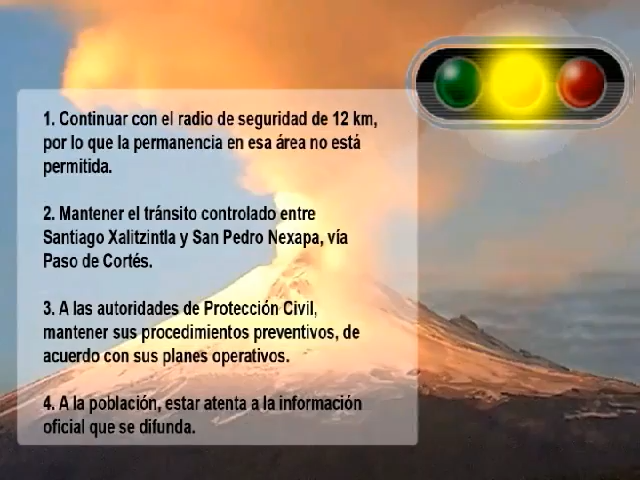 1. Continuar con el radio de seguridad de 12 km,
por lo que la permanencia en esa área no está
permitida.
2. Mantener el tránsito controlado entre
Santiago Xalitzintla y San Pedro Nexapa, vía
Paso de Cortés.
3. A las autoridades de Protección Civil,
mantener sus procedimientos preventivos, de
acuerdo con sus planes operativos.
4. A la población, estar atenta a la información
oficial que se difunda.